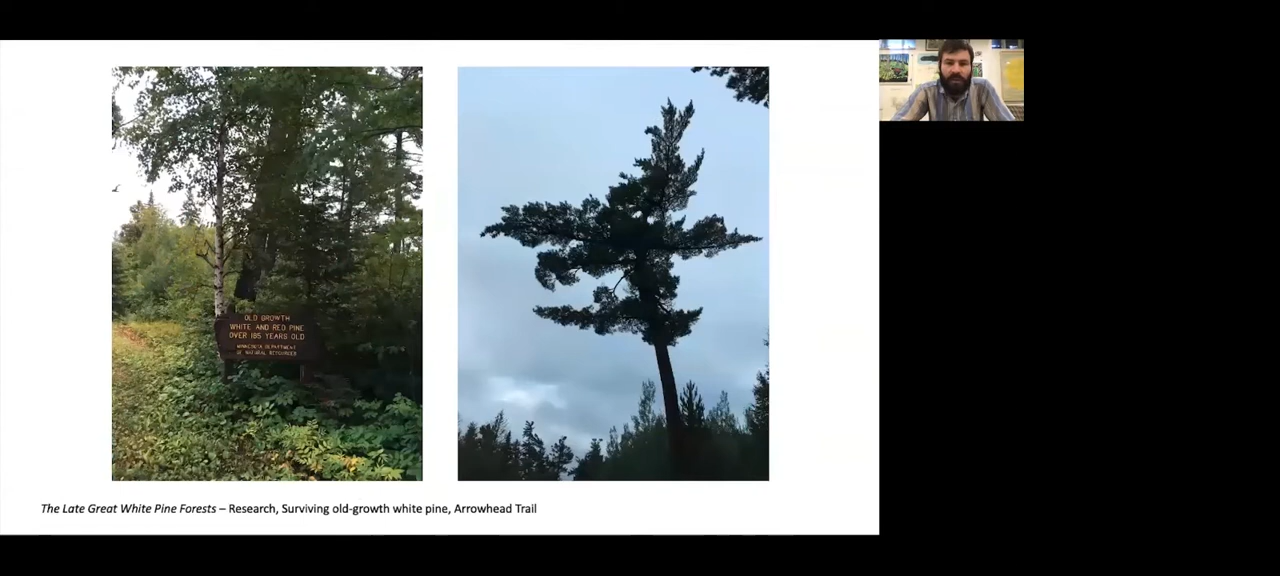 OLD GROWTH
WHITE AND RED PINE
OVER 185 YEARS OLD
MINNESOTA DEPARTMENT
OF NATURAL RESOURCES
The Late Great White Pine Forests – Research, Surviving old-growth white pine, Arrowhead Trail